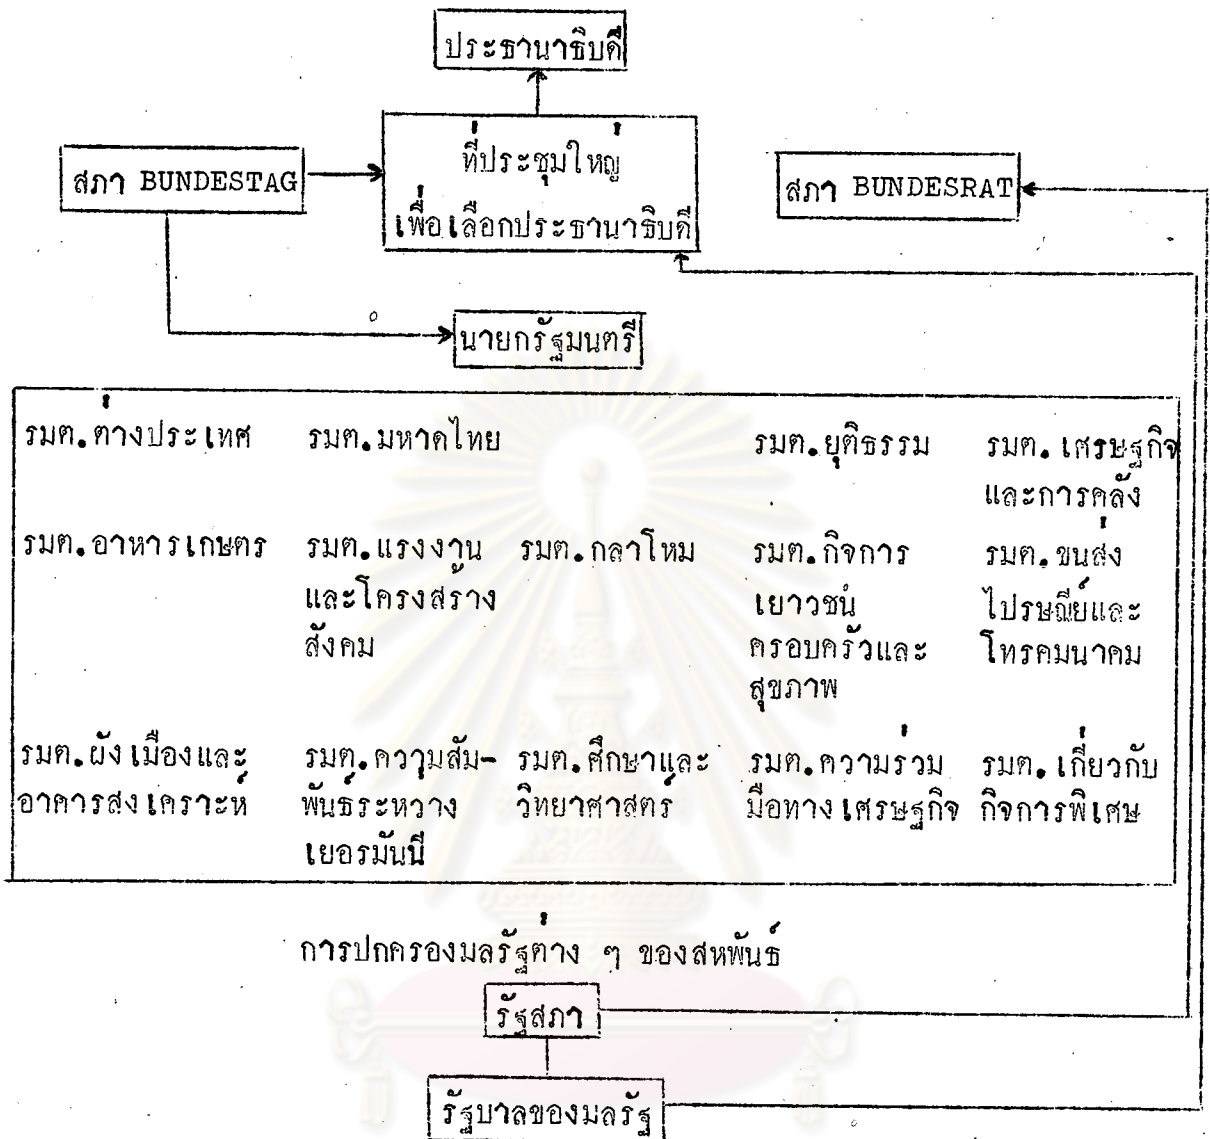 ประธานาธิบดี
ที่ประชุมใหญ่
เพื่อเลือกประธานาธิบดี
สภา BUNDESTAG
สภา BUNDESRAT
นายกรัฐมนตรี
รมต.ต่างประเทศ รมต.มหาดไทย รมต.ยุติธรรม รมต.เศรษฐกิจ
และการคลัง
รมต.อาหารเกษตร รมต.แรงงาน รมต.กลาโหม รมต.กิจการ รมต.ขนส่ง
และโครงสร้าง เยาวชน ไปรษณีย์และ
สังคม ครอบครัวและ โทรคมนาคม
สุขภาพ
รมต.ผังเมืองและ รมต.ความสัม- รมต.ศึกษาและ รมต.ความร่วม รมต.เกี่ยวกับ
อาคารสงเคราะห์ พันธ์ระหว่าง วิทยาศาสตร์ มือทางเศรษฐกิจ กิจการพิเศษ
เยอรมันนี
การปกครองมลรัฐต่าง ๆ ของสหพันธ์
รัฐสภา
รัฐบาลของมลรัฐ